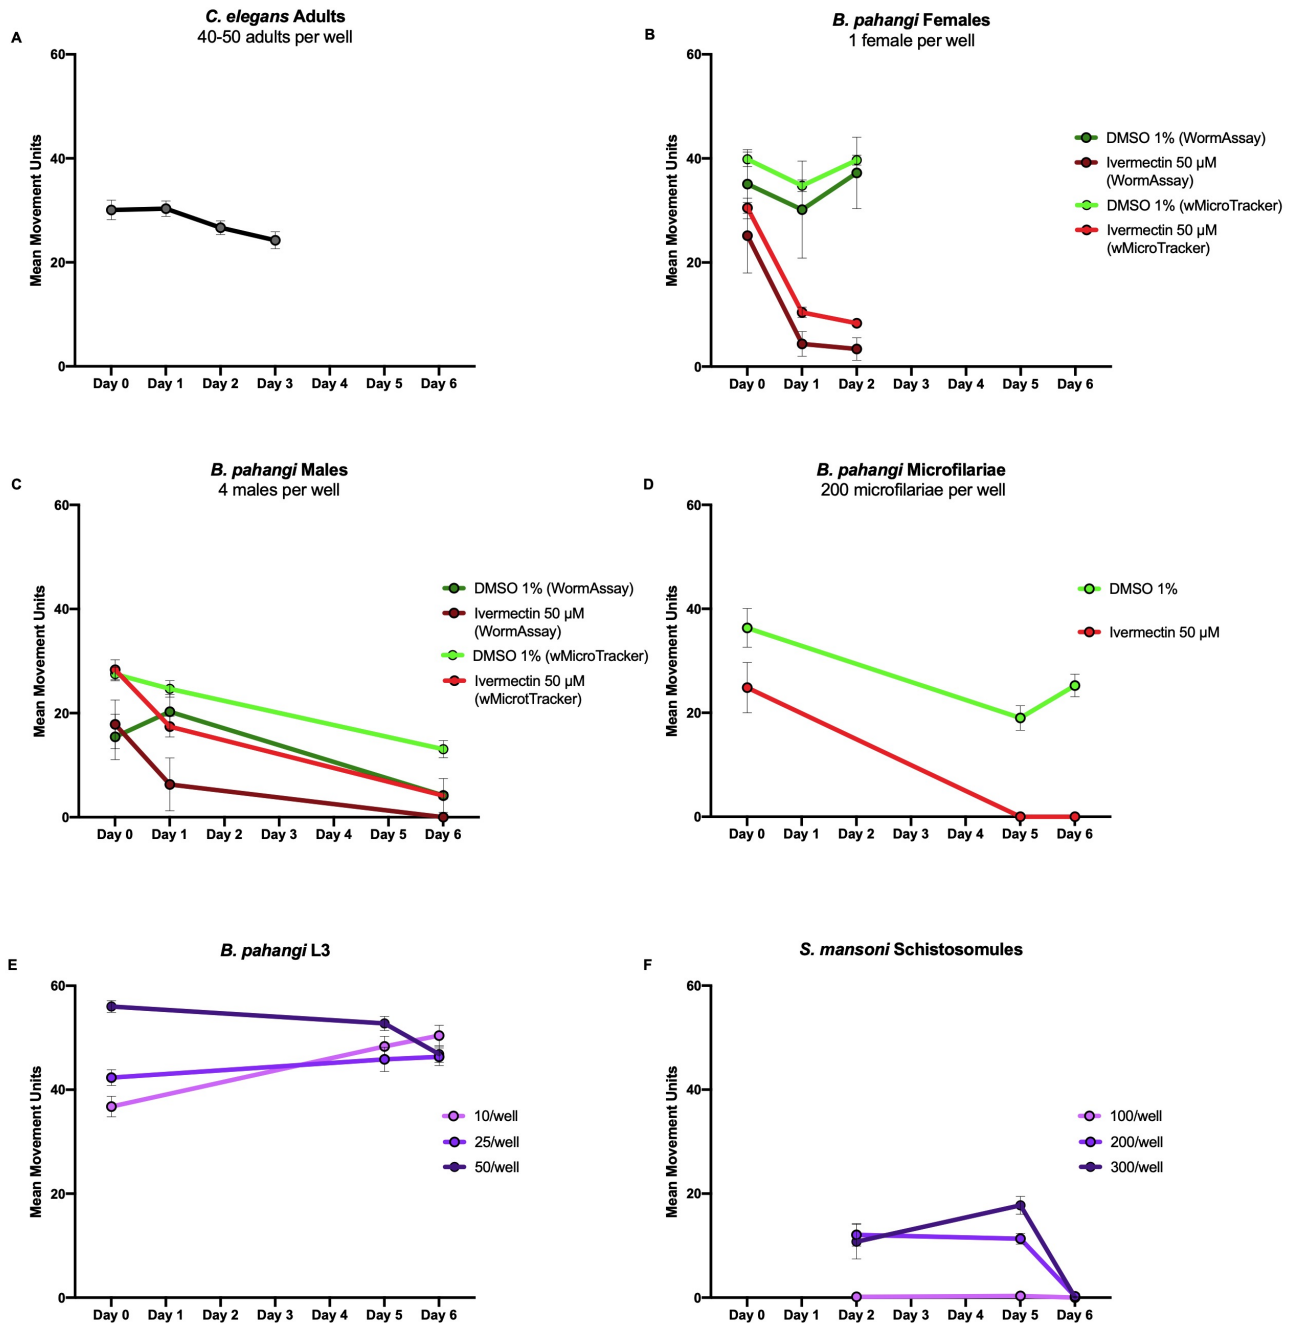 A
C. elegans Adults
40-50 adults per well
Mean Movement Units
60
40
20
0
Day 0 Day 1 Day 2 Day 3 Day 4 Day 5 Day 6
B
B. pahangi Females
1 female per well
Mean Movement Units
60
40
20
0
Day 0 Day 1 Day 2 Day 3 Day 4 Day 5 Day 6
DMSO 1% (WormAssay)
Ivermectin 50 µM
(WormAssay)
DMSO 1% (wMicroTracker)
Ivermectin 50 µM
(wMicroTracker)
C
B. pahangi Males
4 males per well
Mean Movement Units
60
40
20
0
Day 0 Day 1 Day 2 Day 3 Day 4 Day 5 Day 6
DMSO 1% (WormAssay)
Ivermectin 50 µM
(WormAssay)
DMSO 1% (wMicroTracker)
Ivermectin 50 µM
(wMicrotTracker)
D
B. pahangi Microfilariae
200 microfilariae per well
Mean Movement Units
60
40
20
0
Day 0 Day 1 Day 2 Day 3 Day 4 Day 5 Day 6
DMSO 1%
Ivermectin 50 µM
E
B. pahangi L3
Mean Movement Units
60
40
20
0
Day 0 Day 1 Day 2 Day 3 Day 4 Day 5 Day 6
10/well
25/well
50/well
F
S. mansoni Schistosomules
Mean Movement Units
60
40
20
0
Day 0 Day 1 Day 2 Day 3 Day 4 Day 5 Day 6
100/well
200/well
300/well